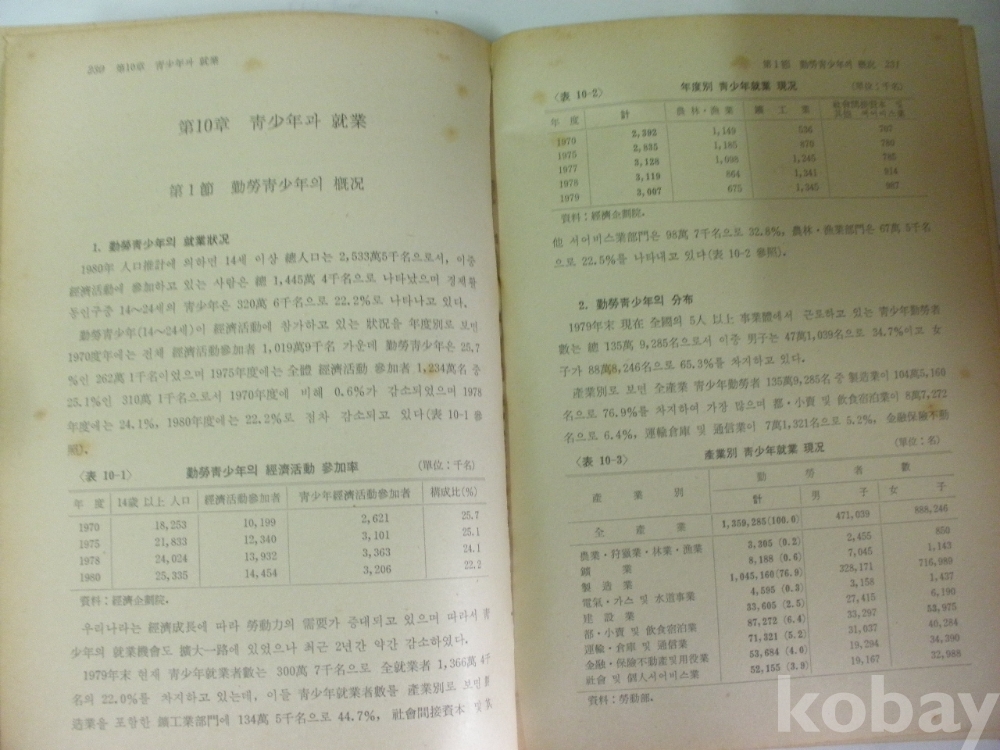 330 第10章 靑少年과 就業
第10章 靑少年과 就業
第1節 勤勞靑少年의 槪況
1. 勤勞靑少年의 就業狀況
1980年 人口推計에 의하면 14세 이상 總人口는 2,533萬5千名으로서, 이중
經濟活動에 參加하고 있는 사람은 總 1,445萬 4千名으로 나타났으며 경제활
동인구중 14～24세의 靑少年은 320萬 6千名으로 22.2%로 나타나고 있다.
勤勞靑少年(14～24세)이 經濟活動에 참가하고 있는 狀況을 年度別로 보면
1970度年에는 전체 經濟活動參加者 1,019萬9千名 가운데 勤勞靑少年은 25.7
%인 262萬 1千名이었으며 1975年度에는 全體 經濟活動 參加者 1,234萬名 중
25.1%인 310萬 1千名으로서 1970年度에 비해 0.6%가 감소되었으며 1978
年度에는 24.1%, 1980年度에는 22.2%로 점차 감소되고 있다(表 10-1 參
照).
〈表 10-1〉 勤勞靑少年의 經濟活動 參加率 (單位:千名)
年 度 14歲 以上 人口 經濟活動參加者 靑少年經濟活動參加者 構成比(%)
1970 18,253 10,199 2,621 25.7
1975 21,833 12,340 3,101 25.1
1978 24,024 13,932 3,363 24.1
1980 25,335 14,454 3,206 22.2
資料:經濟企劃院.
우리나라는 經濟成長에 따라 勞動力의 需要가 증대되고 있으며 따라서 靑
少年의 就業機會도 擴大一路에 있었으나 최근 2년간 약간 감소하였다.
1979年末 현재 靑少年就業者數는 300萬 7千名으로 全就業者 1,366萬 4千
名의 22.0%를 차지하고 있는데, 이들 靑少年就業者數를 産業別로 보면 製
造業을 포함한 鑛工業部門에 134萬 5千名으로 44.7%, 社會間接資本 및 其
第1節 勤勞靑少年의 槪況 231
〈表 10-2〉 年度別 靑少年就業 現況 (單位:千名)
年 度 計 農林·漁業 鑛 工 業 社會間接資本 및 其他 서어비스業
1970 2,392 1,149 536 707
1975 2,835 1,185 870 780
1977 3,128 1,098 1,245 785
1978 3,119 864 1,341 914
1979 3,007 675 1,345 987
資料:經濟企劃院.
他 서어비스業部門은 98萬 7千名으로 32.8%, 農林·漁業部門은 67萬 5千名
으로 22.5%를 나타내고 있다(表 10-2 參照).
2. 勤勞靑少年의 分布
1979年末 現在 全國의 5人 以上 事業體에서 근로하고 있는 靑少年勤勞者
數는 總 135萬 9,285名으로서 이중 男子는 47萬1,039名으로 34.7%이고 女
子가 88萬8,246名으로 65.3%를 차지하고 있다.
産業別로 보면 全産業 靑少年勤勞者 135萬9,285名 중 製造業이 104萬5,160
名으로 76.9%를 차지하여 가장 많으며 都·小賣 및 飮食宿泊業이 8萬7,272
名으로 6.4%, 運輸倉庫 및 通信業이 7萬1,321名으로 5.2%, 金融保險不動
〈表 10-3〉 産業別 靑少年就業 現況 (單位:名)
産 業 別 勤 勞 者 數
計 男 子 女 子
全 産 業 1,359,285(100.0) 471,039 888,246
農業·狩獵業·林業·漁業 3,305 (0.2) 2,455 850
鑛 業 8,188 (0.6) 7,045 1,143
製 造 業 1,045,160(76.9) 328,171 716,989
電氣·가스 및 水道事業 4,595 (0.3) 3,158 1,437
建 設 業 33,605 (2.5) 27,415 6,190
都·小賣 및 飮食宿泊業 87,272 (6.4) 33,297 53,975
運輸·倉庫 및 通信業 71,321 (5.2) 31,037 40,284
金融·保險不動産및用役業 53,684 (4.0) 19,294 34,390
社會 및 個人서어비스業 52,155 (3.9) 19,167 32,988
資料:勞動部.
kobay